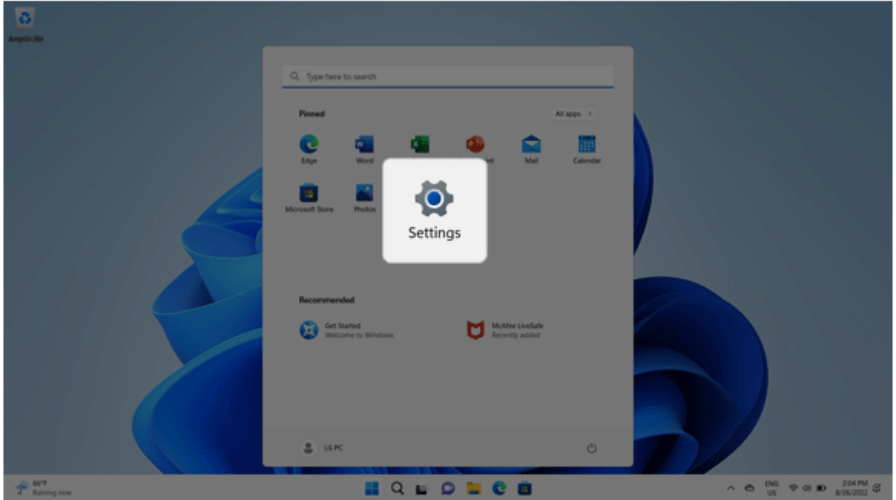 Recycle Bin
Type here to search
Pinned
All apps >
Edge
Word
Mail
Calendar
Microsoft Store
Photos
Settings
Recommended
Get Started
Welcome to Windows
McAfee LiveSafe
Recently added
LG PC
66°F
Raining now
ENG
US
2:04 PM
8/26/2022